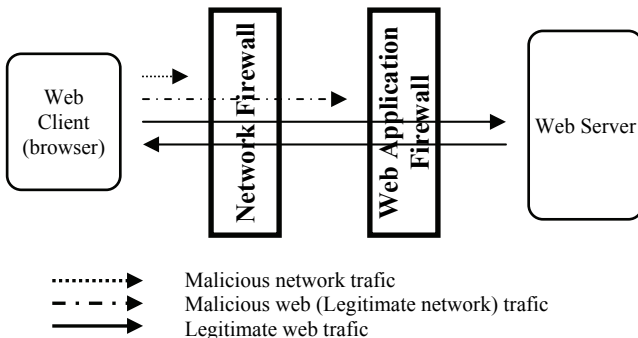 Web
Client
(browser)
Network Firewall
Web Application
Firewall
Web Server
Malicious network trafic
Malicious web (Legitimate network) trafic
Legitimate web trafic